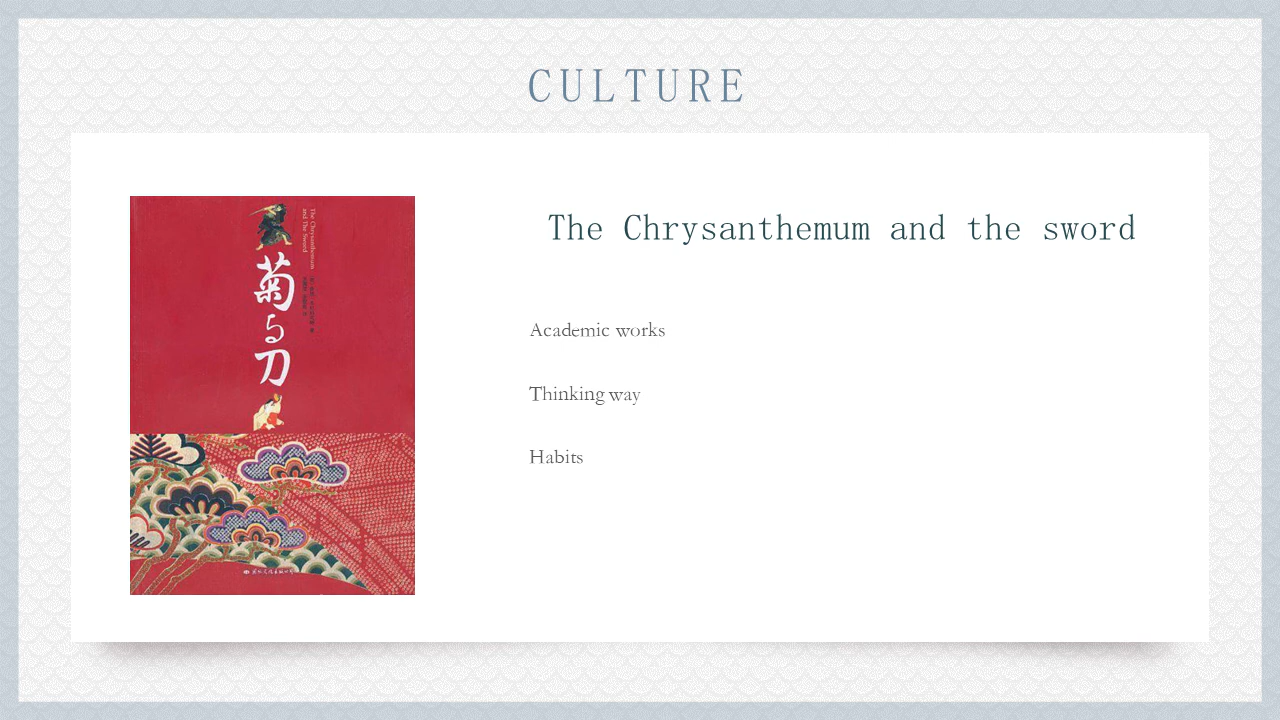 CULTURE
The Chrysanthemum and the sword
Academic works
Thinking way
Habits
The Chrysanthemum
and The Sword
菊与刀